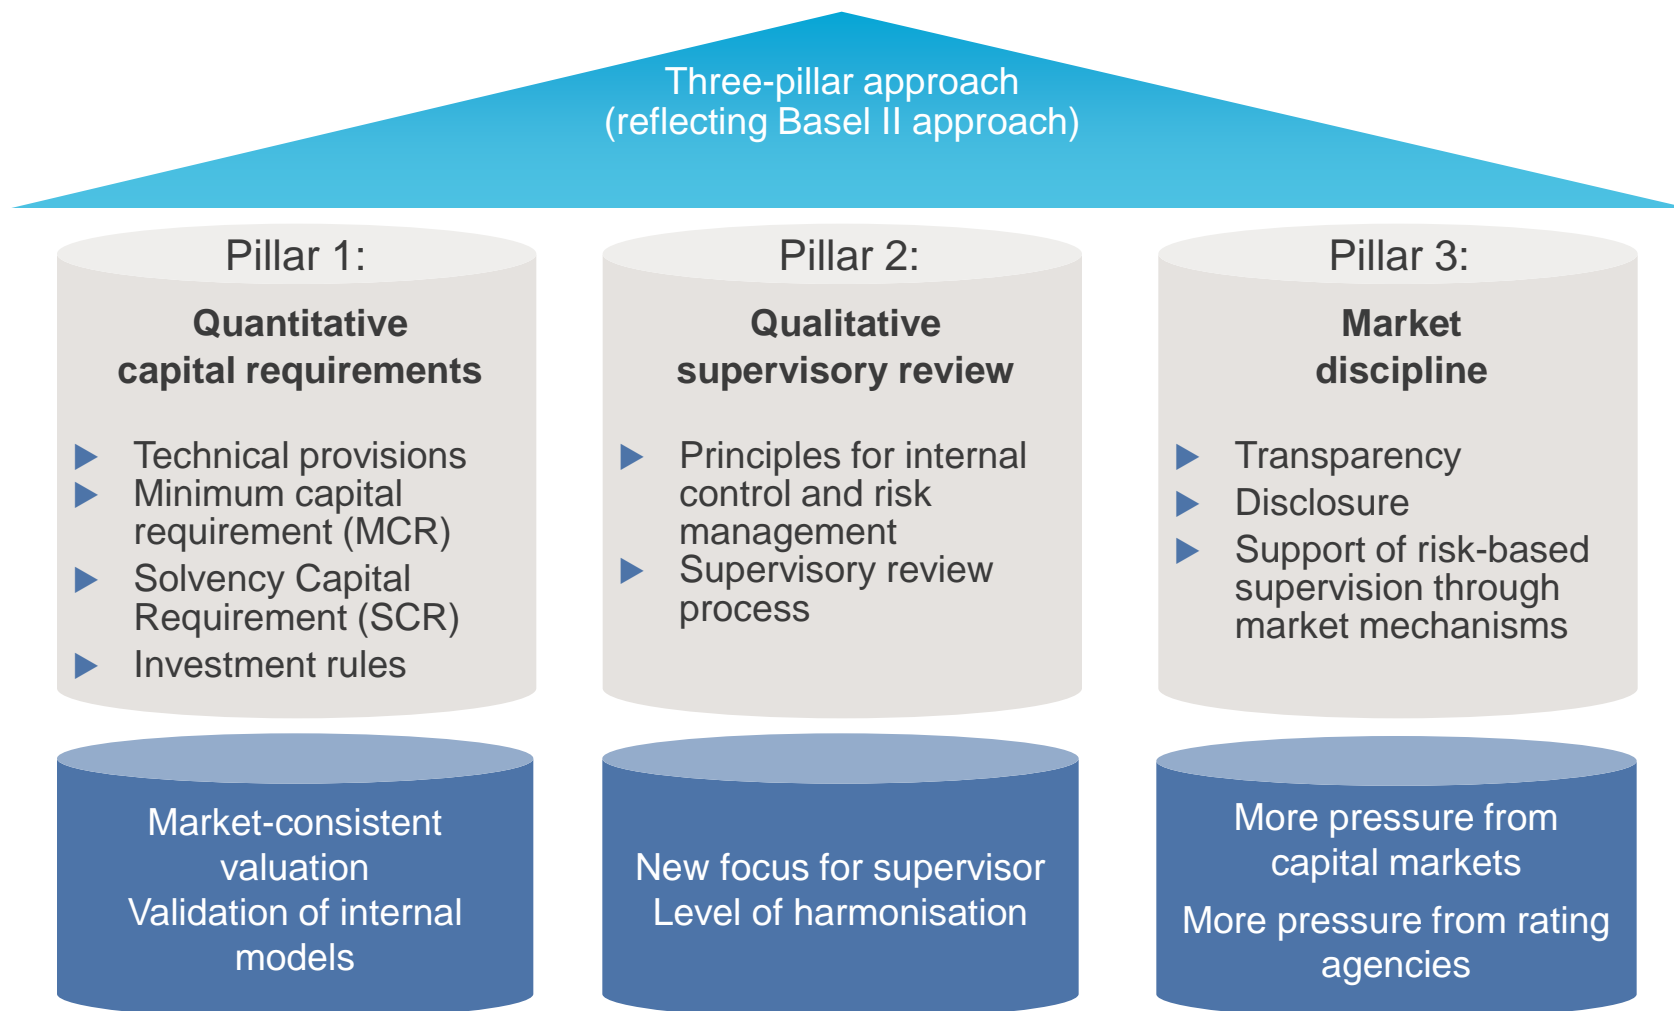 Three-pillar approach
(reflecting Basel II approach)
Pillar 1:
Quantitative
capital requirements
Technical provisions
Minimum capital
requirement (MCR)
Solvency Capital
Requirement (SCR)
Investment rules
Market-consistent
valuation
Validation of internal
models
Pillar 2:
Qualitative
supervisory review
Principles for internal
control and risk
management
Supervisory review
process
New focus for supervisor
Level of harmonisation
Pillar 3:
Market
discipline
Transparency
Disclosure
Support of risk-based
supervision through
market mechanisms
More pressure from
capital markets
More pressure from rating
agencies